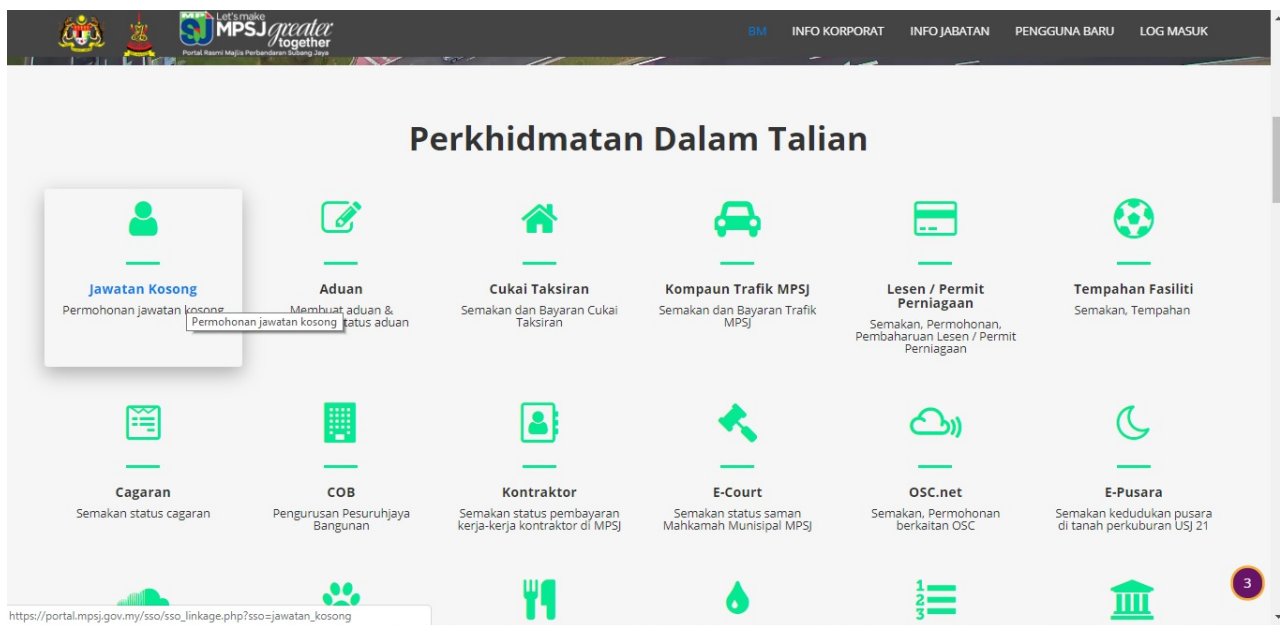 Let's make
MPSJ greater
together
Portal Rasmi Majlis Perbandaran Subang Jaya
BM INFO KORPORAT INFO JABATAN PENGGUNA BARU LOG MASUK
Perkhidmatan Dalam Talian
Jawatan Kosong
Permohonan jawatan kosong
Permohonan jawatan kosong
Aduan
Membuat aduan &
tatus aduan
Cukai Taksiran
Semakan dan Bayaran Cukai
Taksiran
Kompaun Trafik MPSJ
Semakan dan Bayaran Trafik
MPSJ
Lesen / Permit
Perniagaan
Semakan, Permohonan,
Pembaharuan Lesen / Permit
Perniagaan
Tempahan Fasiliti
Semakan, Tempahan
Cagaran
Semakan status cagaran
COB
Pengurusan Pesuruhjaya
Bangunan
Kontraktor
Semakan status pembayaran
kerja-kerja kontraktor di MPSJ
E-Court
Semakan status saman
Mahkamah Munisipal MPSJ
OSC.net
Semakan, Permohonan
berkaitan OSC
E-Pusara
Semakan kedudukan pusara
di tanah perkuburan USJ 21
1
2
3
3
https://portal.mpsj.gov.my/sso/sso_linkage.php?sso=jawatan_kosong